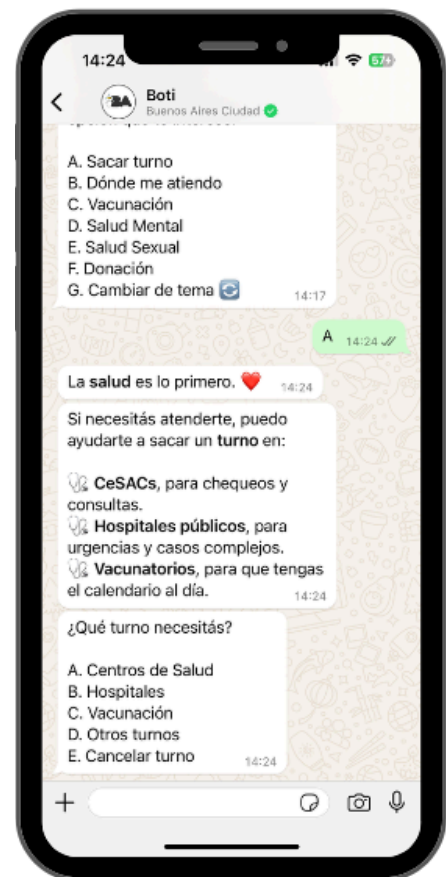 14:24
57
BA
Boti
Buenos Aires Ciudad
A. Sacar turno
B. Dónde me atiendo
C. Vacunación
D. Salud Mental
E. Salud Sexual
F. Donación
G. Cambiar de tema
14:17
A 14:24
La salud es lo primero. ❤️ 14:24
Si necesitás atenderte, puedo
ayudarte a sacar un turno en:
🩺 CeSACs, para chequeos y
consultas.
🩺 Hospitales públicos, para
urgencias y casos complejos.
🩺 Vacunatorios, para que tengas
el calendario al día.
14:24
¿Qué turno necesitás?
A. Centros de Salud
B. Hospitales
C. Vacunación
D. Otros turnos
E. Cancelar turno
14:24